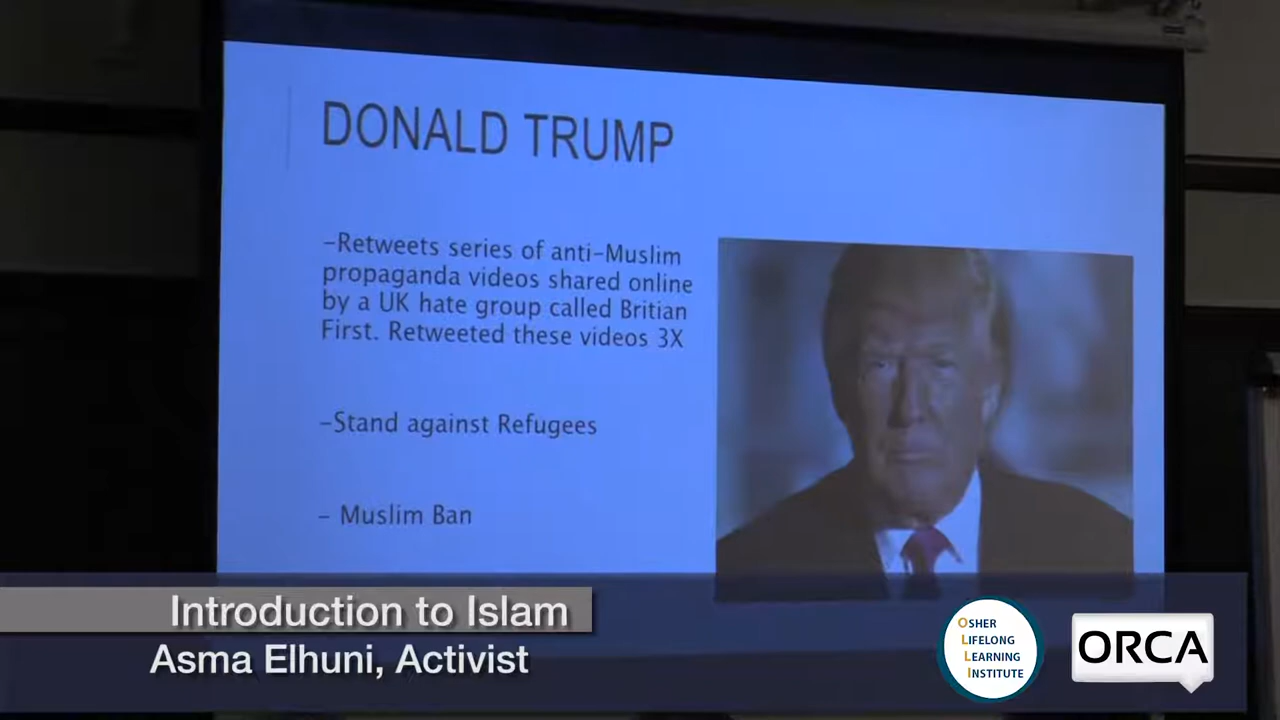 DONALD TRUMP
-Retweets series of anti-Muslim
propaganda videos shared online
by a UK hate group called Britian
First. Retweeted these videos 3X
-Stand against Refugees
- Muslim Ban
Introduction to Islam
Asma Elhuni, Activist
OSHER
LIFELONG
LEARNING
INSTITUTE
ORCA